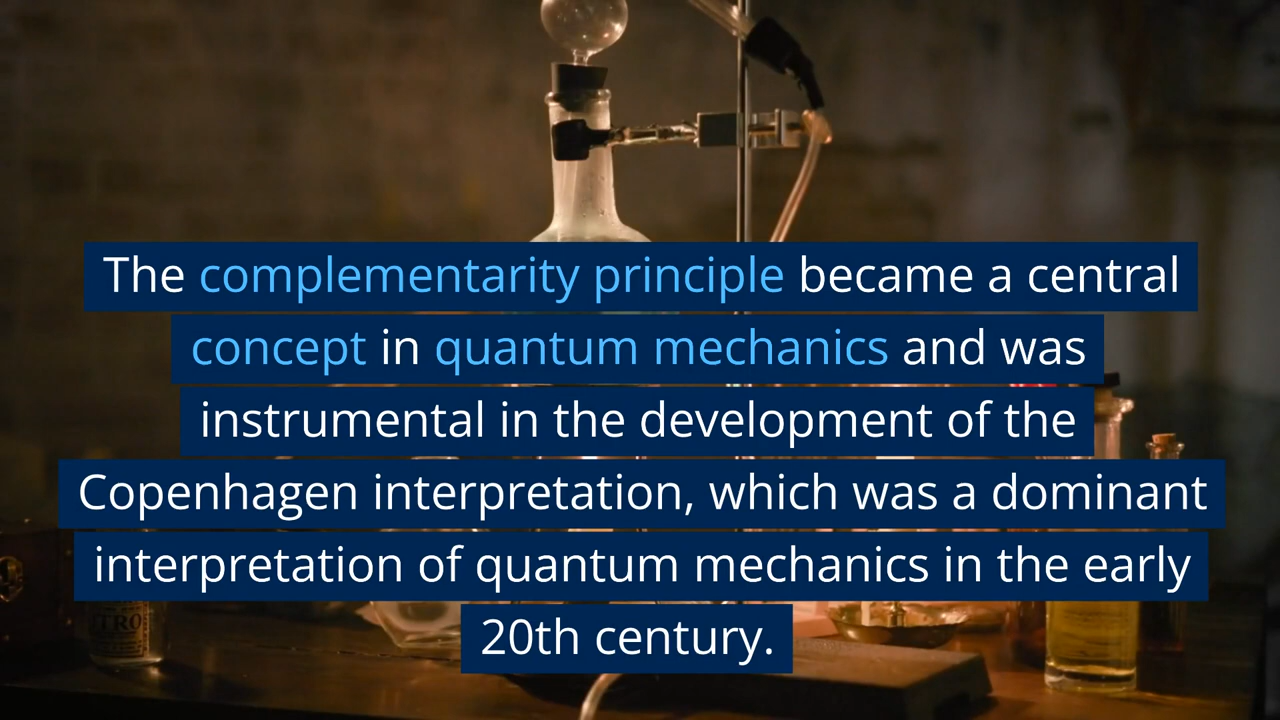 The complementarity principle became a central
concept in quantum mechanics and was
instrumental in the development of the
Copenhagen interpretation, which was a dominant
interpretation of quantum mechanics in the early
20th century.